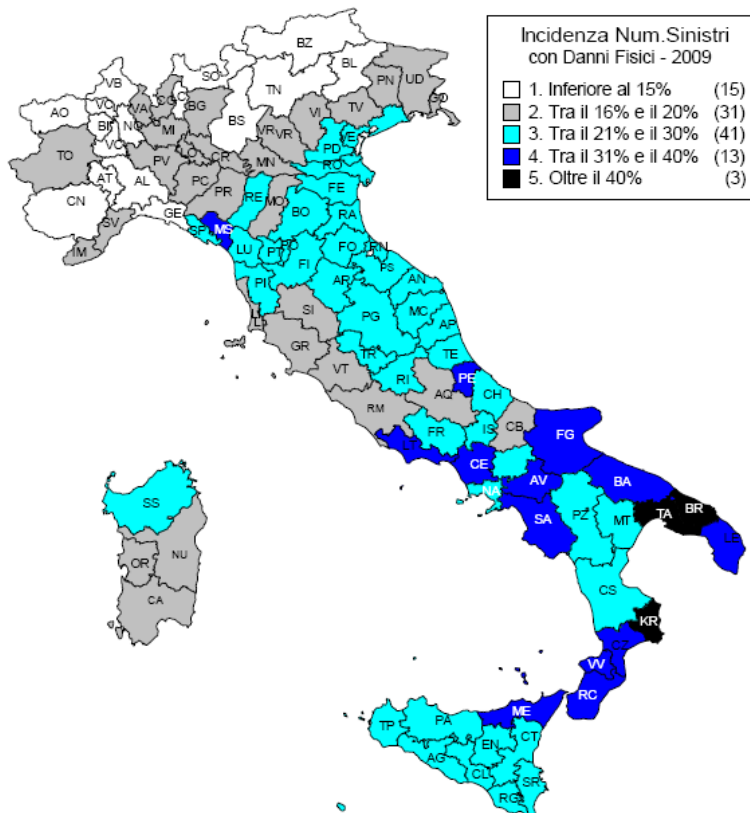 Incidenza Num.Sinistri
con Danni Fisici - 2009
1. Inferiore al 15% (15)
2. Tra il 16% e il 20% (31)
3. Tra il 21% e il 30% (41)
4. Tra il 31% e il 40% (13)
5. Oltre il 40% (3)
BZ
SO
BL
VB
TN
PN
UD
AO
BG
BS
VI
TV
VA
NO
MI
VR
VR
VE
PD
TO
PV
CR
MN
RO
AT
AL
PC
PR
RE
MO
FE
CN
GE
BO
RA
SV
SP
MS
IM
LU
PT
FI
FO
RN
PS
PI
AR
AN
SI
PG
MC
AP
GR
TR
TE
VT
RI
PE
AQ
CH
RM
FR
IS
CB
FG
LT
CE
AV
BA
NA
SA
PZ
MT
TA
BR
LE
SS
OR
NU
CA
CS
KR
CZ
VV
RC
ME
PA
TP
CT
EN
AG
CL
SR
RG